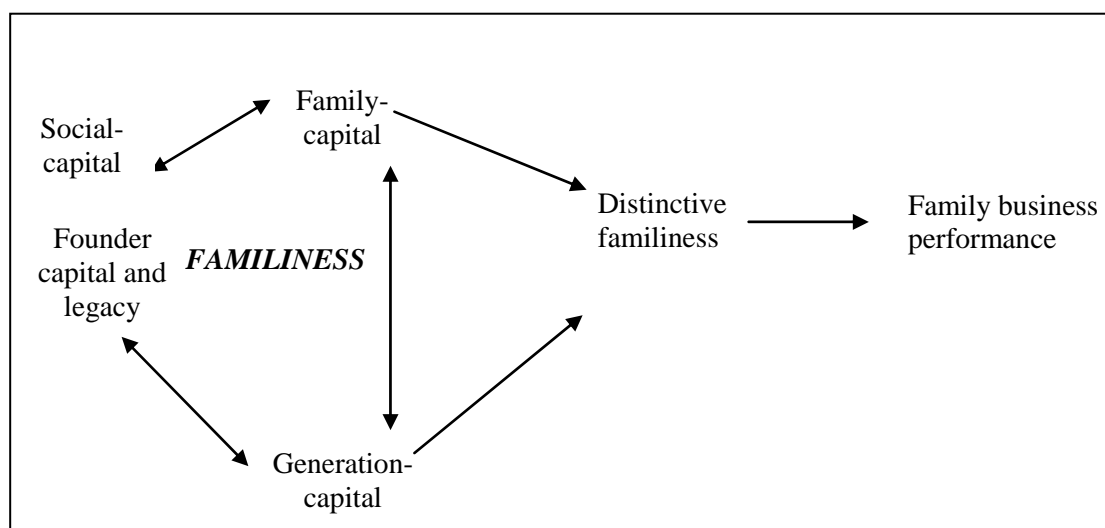 Social-
capital
Family-
capital
Founder
capital and
legacy
FAMILINESS
Generation-
capital
Distinctive
familiness
Family business
performance